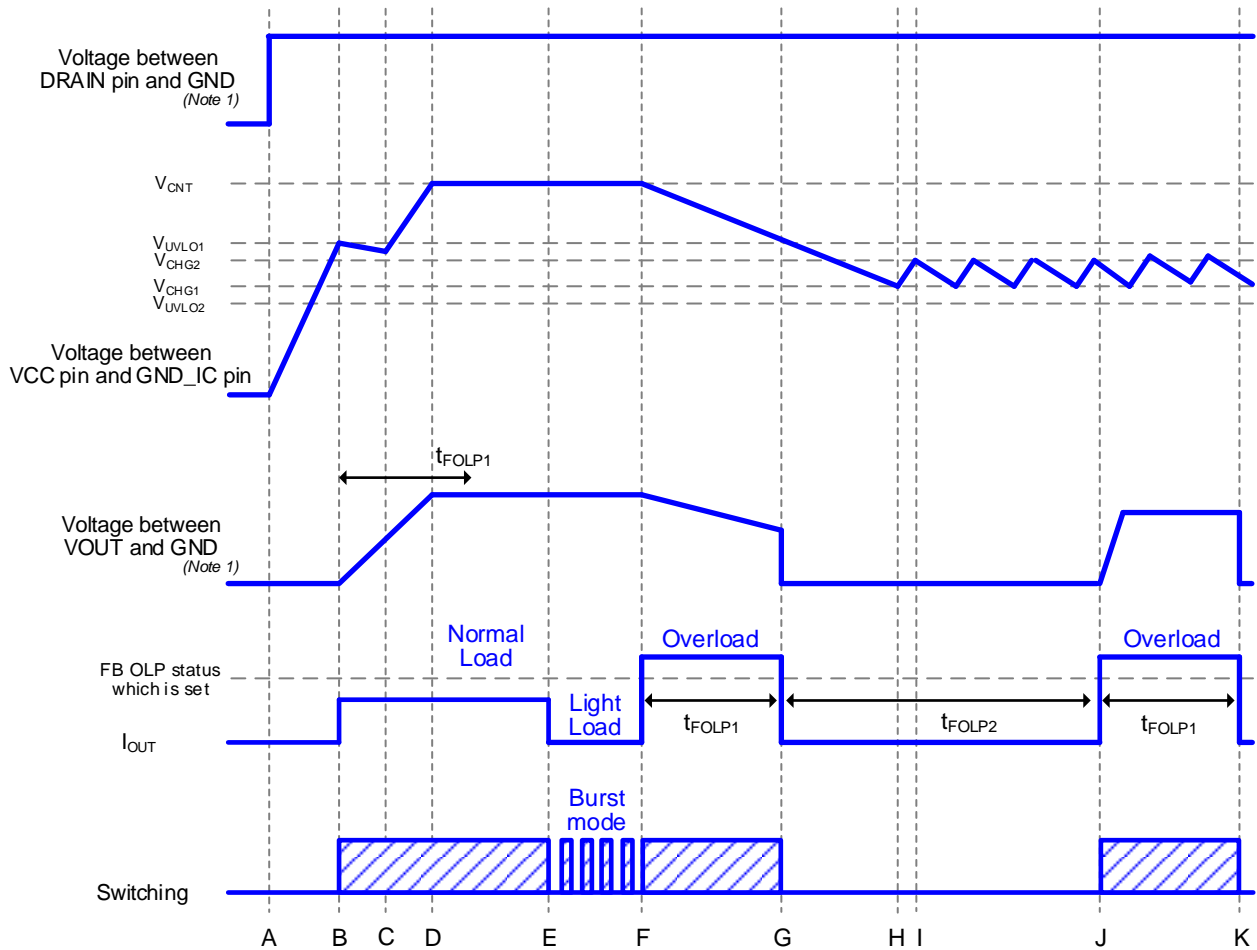 Voltage between
DRAIN pin and GND
(Note 1)
VCNT
VUVLO1
VCHG2
VCHG1
VUVLO2
Voltage between
VCC pin and GND_IC pin
tFOLP1
Voltage between
VOUT and GND
(Note 1)
Normal
Load
Overload
Overload
FB OLP status
which is set
Light
Load
tFOLP1
tFOLP2
tFOLP1
IOUT
Burst
mode
Switching
A B C D E F G H I J K